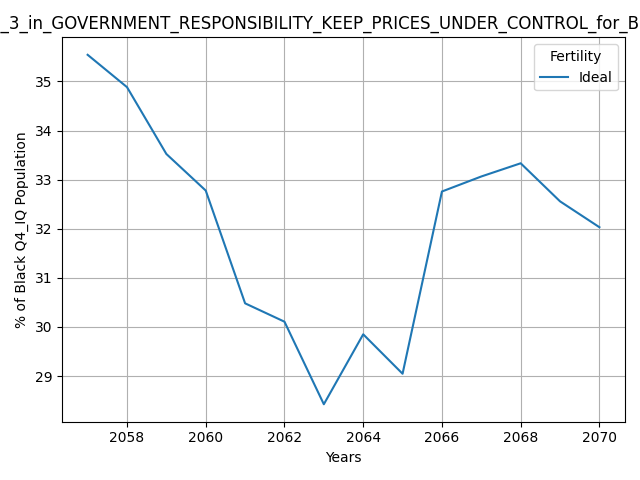 _3_in_GOVERNMENT_RESPONSIBILITY_KEEP_PRICES_UNDER_CONTROL_for_B
Fertility
Ideal
% of Black Q4_IQ Population
35
34
33
32
31
30
29
2058 2060 2062 2064 2066 2068 2070
Years